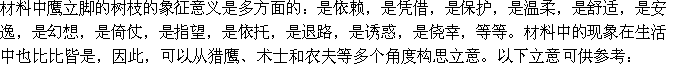 材料中鹰立脚的树枝的象征意义是多方面的：是依赖，是凭借，是保护，是温柔，是舒适，是安
逸，是幻想，是倚仗，是指望，是依托，是退路，是诱惑，是侥幸，等等。材料中的现象在生活
中也比比皆是，因此，可以从猎鹰、术士和农夫等多个角度构思立意。以下立意可供参考：